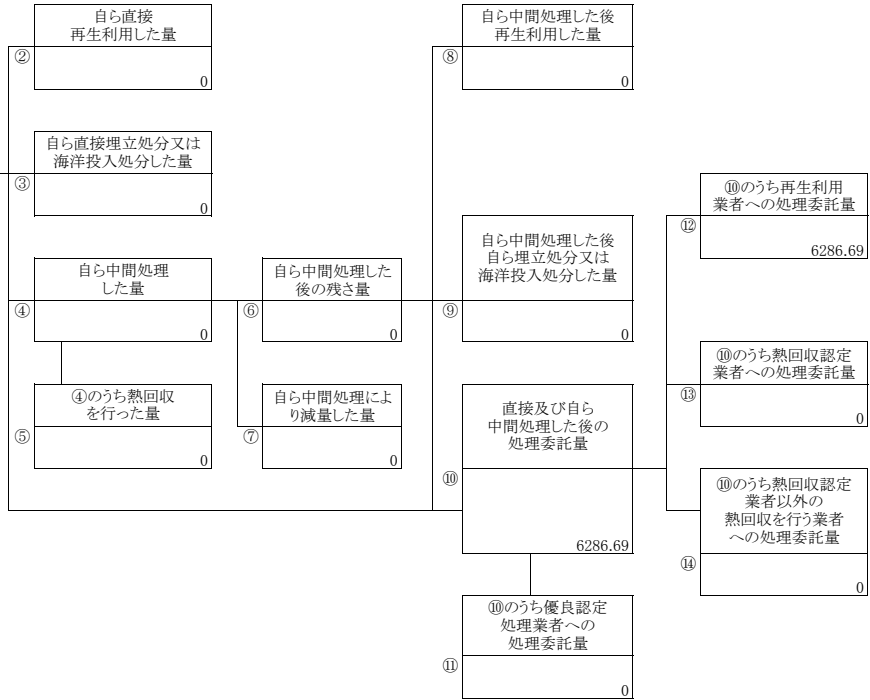 自ら直接
再生利用した量
②
0
自ら直接埋立処分又は
海洋投入処分した量
③
0
自ら中間処理
した量
④
0
④のうち熱回収
を行った量
⑤
0
自ら中間処理した
後の残さ量
⑥
0
自ら中間処理によ
り減量した量
⑦
0
自ら中間処理した後
再生利用した量
⑧
0
自ら中間処理した後
自ら埋立処分又は
海洋投入処分した量
⑨
0
直接及び自ら
中間処理した後の
処理委託量
⑩
6286.69
⑩のうち優良認定
処理業者への
処理委託量
⑪
0
⑩のうち再生利用
業者への処理委託量
⑫
6286.69
⑩のうち熱回収認定
業者への処理委託量
⑬
0
⑩のうち熱回収認定
業者以外の
熱回収を行う業者
への処理委託量
⑭
0